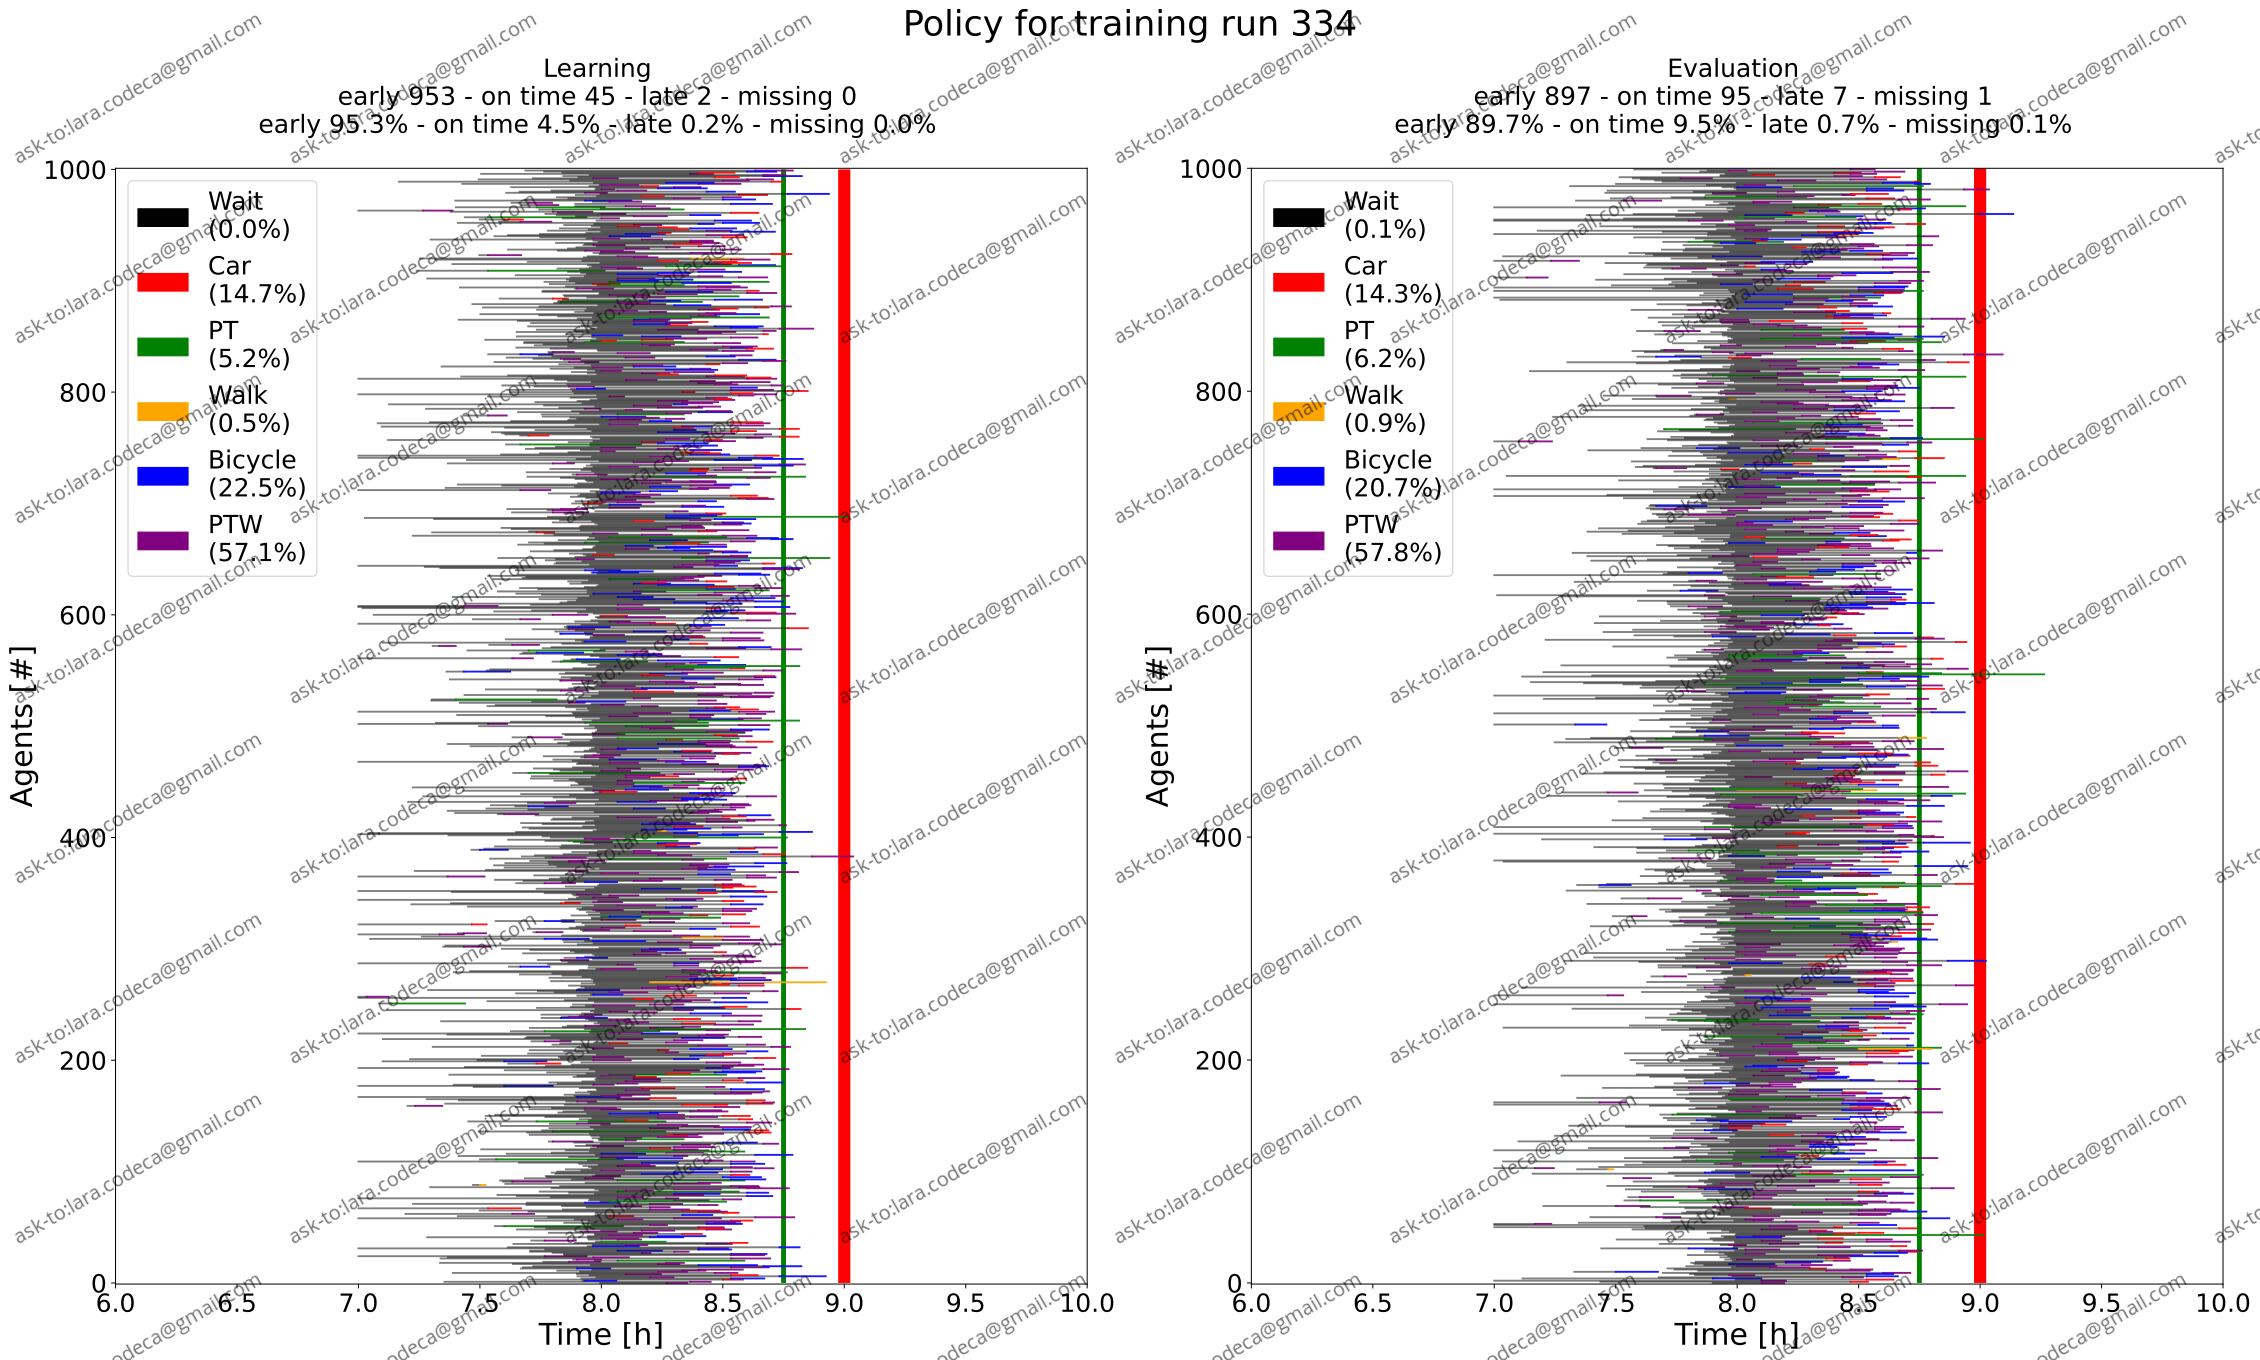 Policy for training run 334
Learning
early 953 - on time 45 - late 2 - missing 0
early 95.3% - on time 4.5% - late 0.2% - missing 0.0%
Evaluation
early 897 - on time 95 - late 7 - missing 1
early 89.7% - on time 9.5% - late 0.7% - missing 0.1%
Agents [#]
1000
800
600
400
200
0
Wait
(0.0%)
Car
(14.7%)
PT
(5.2%)
Walk
(0.5%)
Bicycle
(22.5%)
PTW
(57.1%)
6.0 6.5 7.0 7.5 8.0 8.5 9.0 9.5 10.0
Time [h]
Agents [#]
1000
800
600
400
200
0
Wait
(0.1%)
Car
(14.3%)
PT
(6.2%)
Walk
(0.9%)
Bicycle
(20.7%)
PTW
(57.8%)
6.0 6.5 7.0 7.5 8.0 8.5 9.0 9.5 10.0
Time [h]
ask-to:lara.codeca@gmail.com